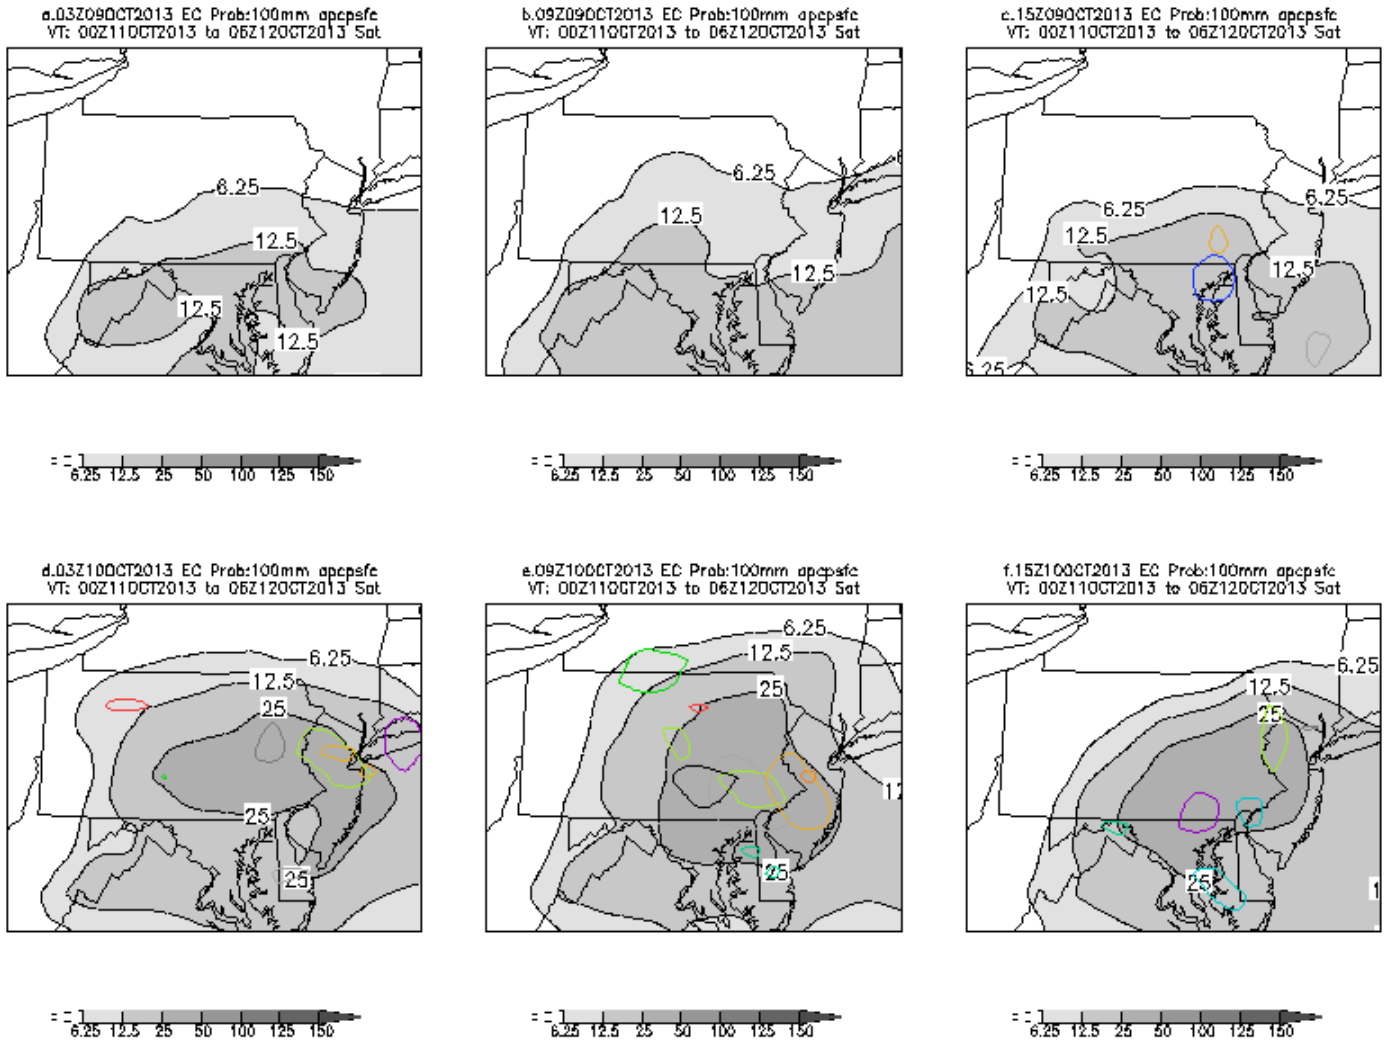 a.03Z09OCT2013 EC Prob:100mm apcpsfc
VT: 00Z11OCT2013 to 06Z12OCT2013 Sat
6.25
12.5
12.5
12.5
6.25 12.5 25 50 100 125 150
b.09Z09OCT2013 EC Prob:100mm apcpsfc
VT: 00Z11OCT2013 to 06Z12OCT2013 Sat
6.25
12.5
12.5
6.25 12.5 25 50 100 125 150
c.15Z09OCT2013 EC Prob:100mm apcpsfc
VT: 00Z11OCT2013 to 06Z12OCT2013 Sat
6.25
6.25
12.5
12.5
12.5
6.25
6.25 12.5 25 50 100 125 150
d.03Z10OCT2013 EC Prob:100mm apcpsfc
VT: 00Z11OCT2013 to 06Z12OCT2013 Sat
6.25
12.5
25
25
25
6.25 12.5 25 50 100 125 150
e.09Z10OCT2013 EC Prob:100mm apcpsfc
VT: 00Z11OCT2013 to 06Z12OCT2013 Sat
6.25
12.5
25
25
6.25 12.5 25 50 100 125 150
f.15Z10OCT2013 EC Prob:100mm apcpsfc
VT: 00Z11OCT2013 to 06Z12OCT2013 Sat
6.25
12.5
25
25
6.25 12.5 25 50 100 125 150